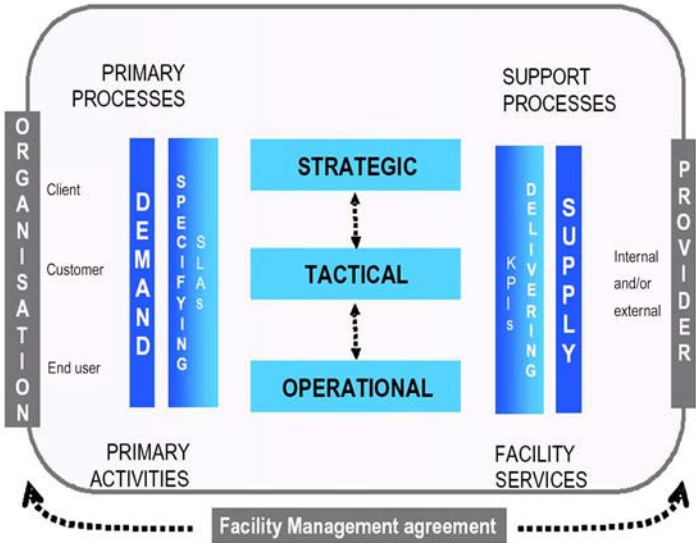 PRIMARY
PROCESSES
SUPPORT
PROCESSES
ORGANISATION
Client
Customer
End user
DEMAND
SPECIFYING
SLAs
STRATEGIC
TACTICAL
OPERATIONAL
KPIs
DELIVERING
SUPPLY
Internal
and/or
external
PROVIDER
PRIMARY
ACTIVITIES
FACILITY
SERVICES
Facility Management agreement